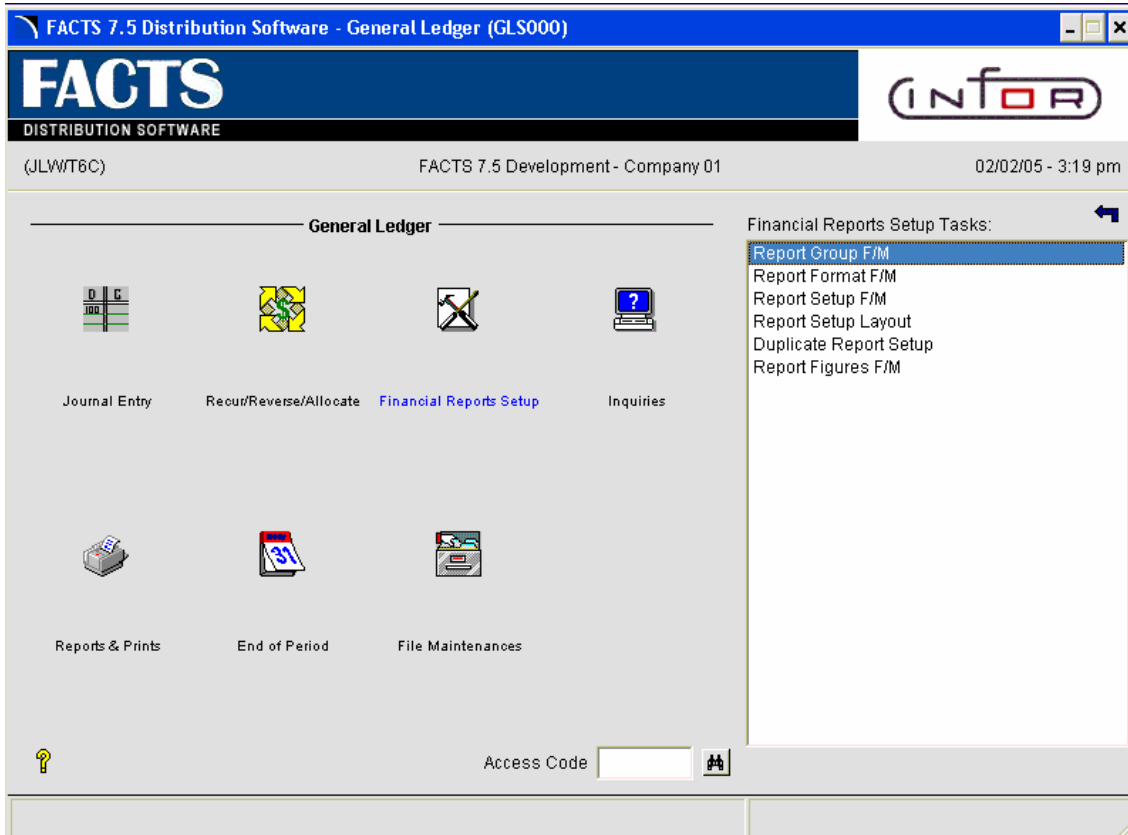 FACTS 7.5 Distribution Software - General Ledger (GLS000)
FACTS
DISTRIBUTION SOFTWARE
infor
(JLW/T6C)
FACTS 7.5 Development - Company 01
02/02/05 - 3:19 pm
General Ledger
D C
100
$
?
Journal Entry
Recur/Reverse/Allocate
Financial Reports Setup
Inquiries
31
Reports & Prints
End of Period
File Maintenances
?
Access Code
Financial Reports Setup Tasks:
Report Group F/M
Report Format F/M
Report Setup F/M
Report Setup Layout
Duplicate Report Setup
Report Figures F/M